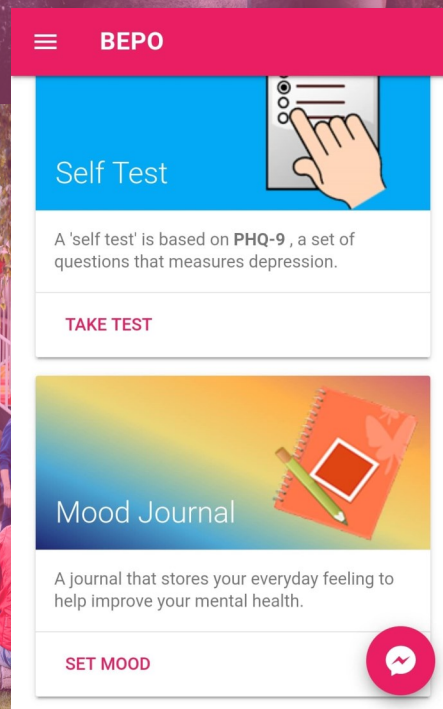 BEPO
Self Test
A 'self test' is based on PHQ-9 , a set of
questions that measures depression.
TAKE TEST
Mood Journal
A journal that stores your everyday feeling to
help improve your mental health.
SET MOOD